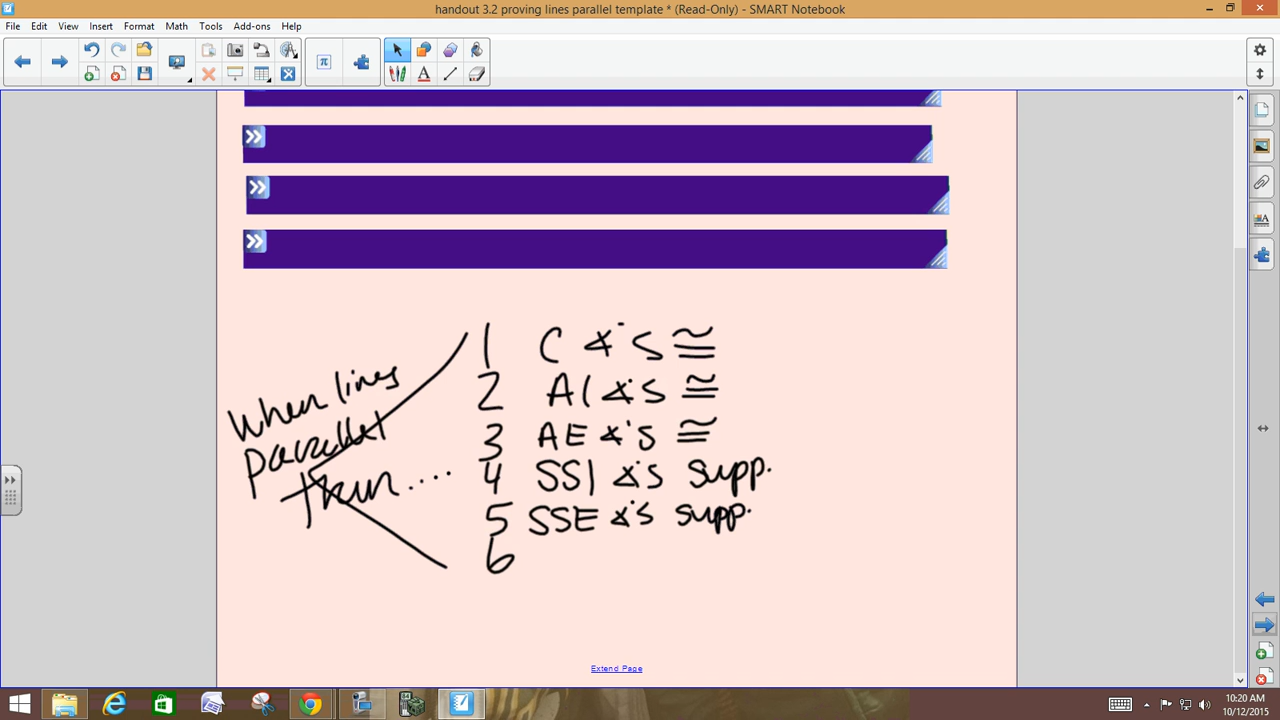 handout 3.2 proving lines parallel template * (Read-Only) - SMART Notebook
File Edit View Insert Format Math Tools Add-ons Help
When lines
parallel
then....
1 C ∡'s ≅
2 AI ∡'s ≅
3 AE ∡'s ≅
4 SSI ∡'s supp.
5 SSE ∡'s supp.
6
Extend Page
10:20 AM
10/12/2015